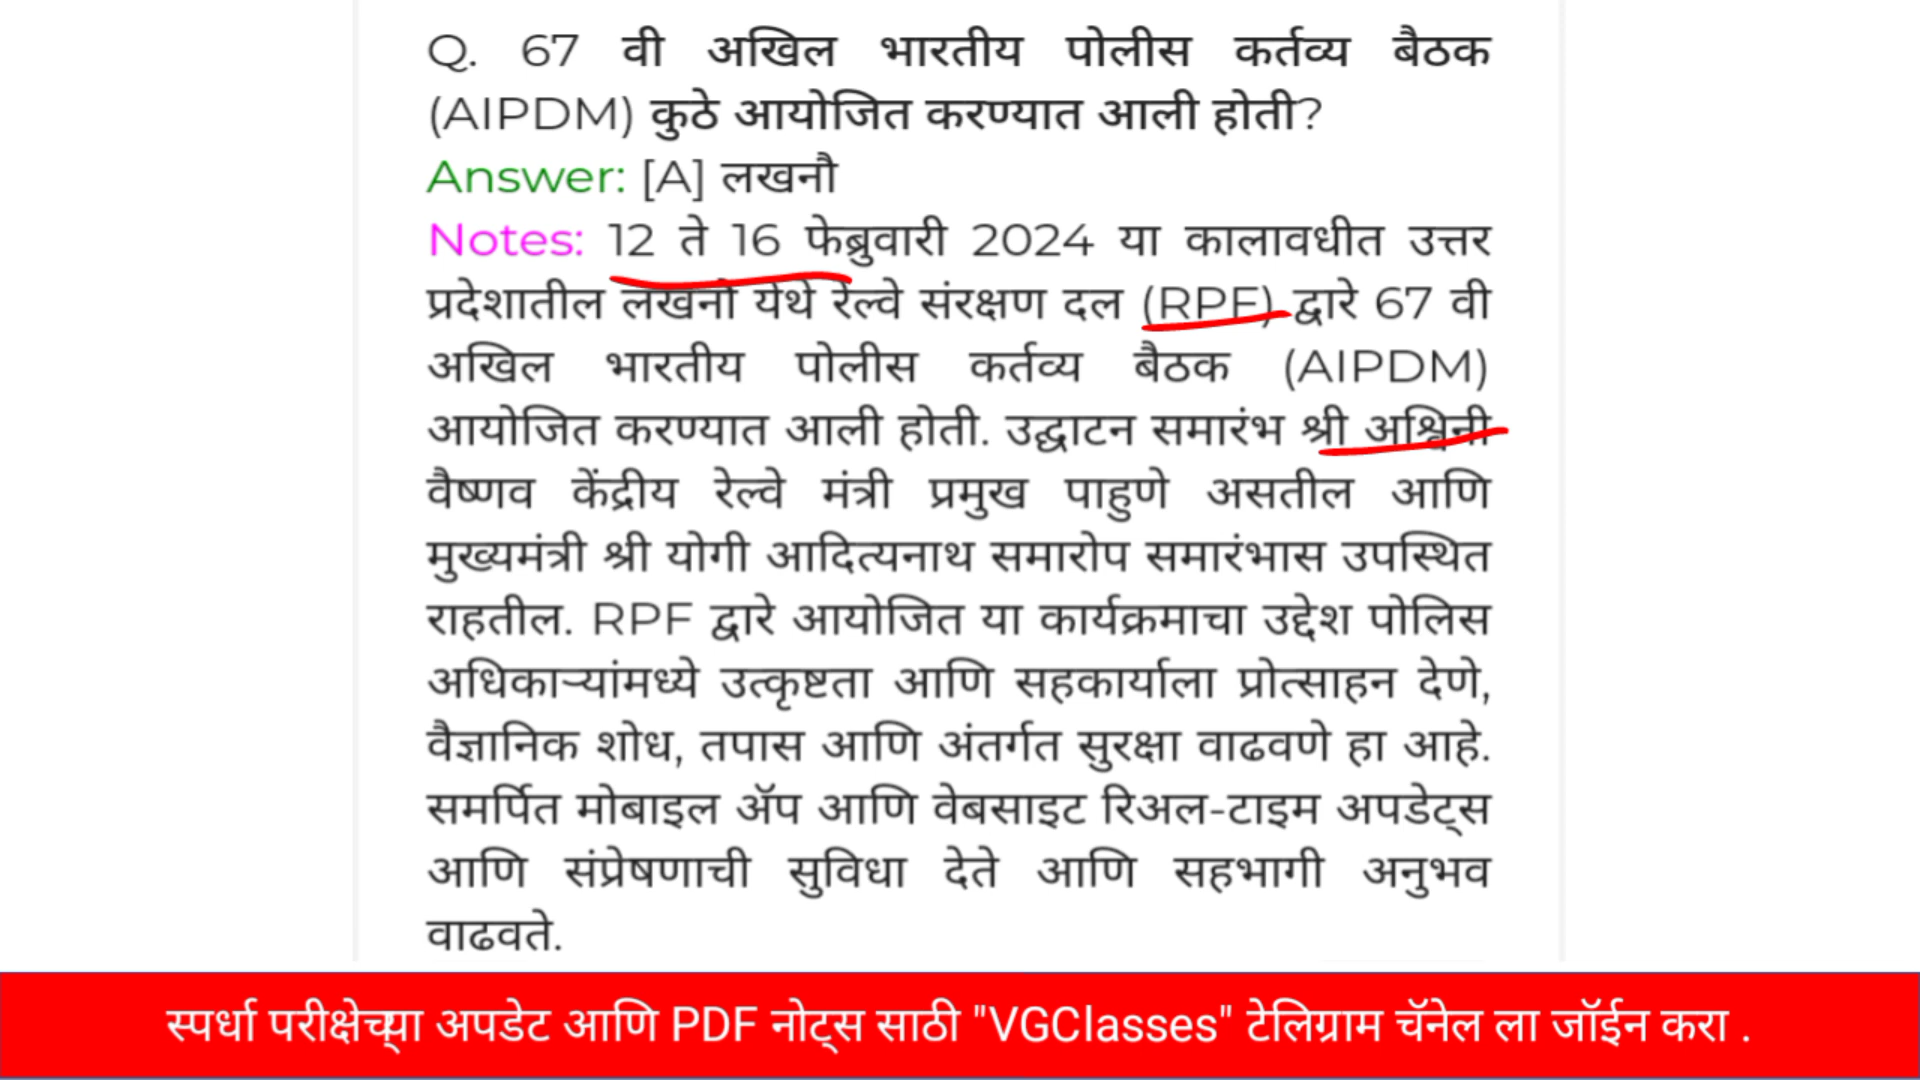 Q. 67 वी अखिल भारतीय पोलीस कर्तव्य बैठक
(AIPDM) कुठे आयोजित करण्यात आली होती?
Answer: [A] लखनौ
Notes: 12 ते 16 फेब्रुवारी 2024 या कालावधीत उत्तर
प्रदेशातील लखनौ येथे रेल्वे संरक्षण दल (RPF) द्वारे 67 वी
अखिल भारतीय पोलीस कर्तव्य बैठक (AIPDM)
आयोजित करण्यात आली होती. उद्घाटन समारंभ श्री अश्विनी
वैष्णव केंद्रीय रेल्वे मंत्री प्रमुख पाहुणे असतील आणि
मुख्यमंत्री श्री योगी आदित्यनाथ समारोप समारंभास उपस्थित
राहतील. RPF द्वारे आयोजित या कार्यक्रमाचा उद्देश पोलिस
अधिकाऱ्यांमध्ये उत्कृष्टता आणि सहकार्याला प्रोत्साहन देणे,
वैज्ञानिक शोध, तपास आणि अंतर्गत सुरक्षा वाढवणे हा आहे.
समर्पित मोबाइल ॲप आणि वेबसाइट रिअल-टाइम अपडेट्स
आणि संप्रेषणाची सुविधा देते आणि सहभागी अनुभव
वाढवते.
स्पर्धा परीक्षेच्या अपडेट आणि PDF नोट्स साठी "VGClasses" टेलिग्राम चॅनेल ला जॉईन करा .